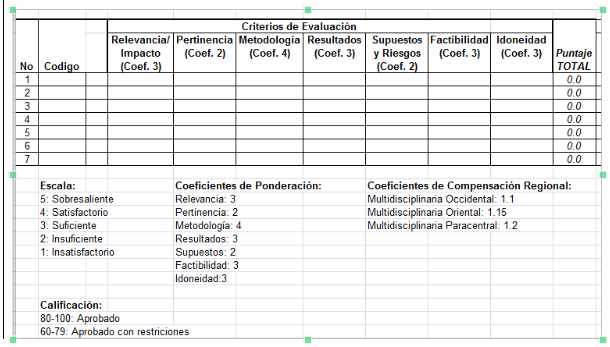 Criterios de Evaluación
No Codigo Relevancia/ Impacto (Coef. 3) Pertinencia (Coef. 2) Metodología (Coef. 4) Resultados (Coef. 3) Supuestos y Riesgos (Coef. 2) Factibilidad (Coef. 3) Idoneidad (Coef. 3) Puntaje TOTAL
1 0.0
2 0.0
3 0.0
4 0.0
5 0.0
6 0.0
7 0.0
Escala:
5: Sobresaliente
4: Satisfactorio
3: Suficiente
2: Insuficiente
1: Insatisfactorio
Coeficientes de Ponderación:
Relevancia: 3
Pertinencia: 2
Metodología: 4
Resultados: 3
Supuestos: 2
Factibilidad: 3
Idoneidad:3
Coeficientes de Compensación Regional:
Multidisciplinaria Occidental: 1.1
Multidisciplinaria Oriental: 1.15
Multidisciplinaria Paracentral: 1.2
Calificación:
80-100: Aprobado
60-79: Aprobado con restriciones